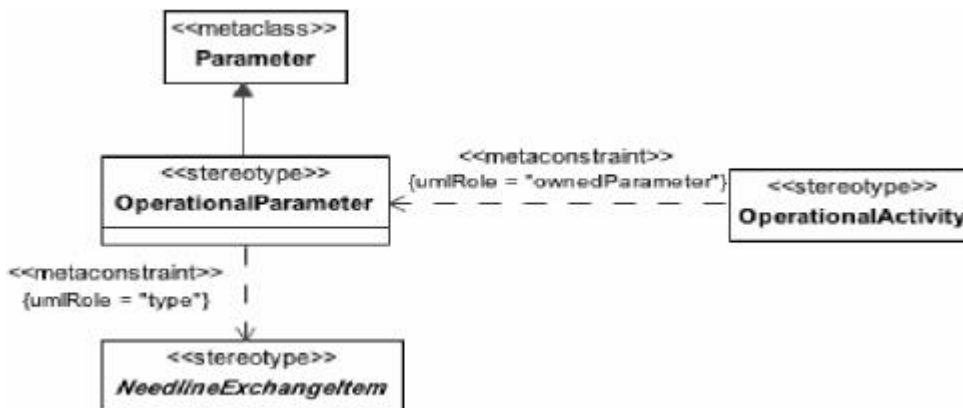 <<metaclass>>
Parameter
<<stereotype>>
OperationalParameter
<<metaconstraint>>
{umlRole = "ownedParameter"}
<<stereotype>>
OperationalActivity
<<metaconstraint>>
{umlRole = "type"}
<<stereotype>>
NeedlineExchangeItem